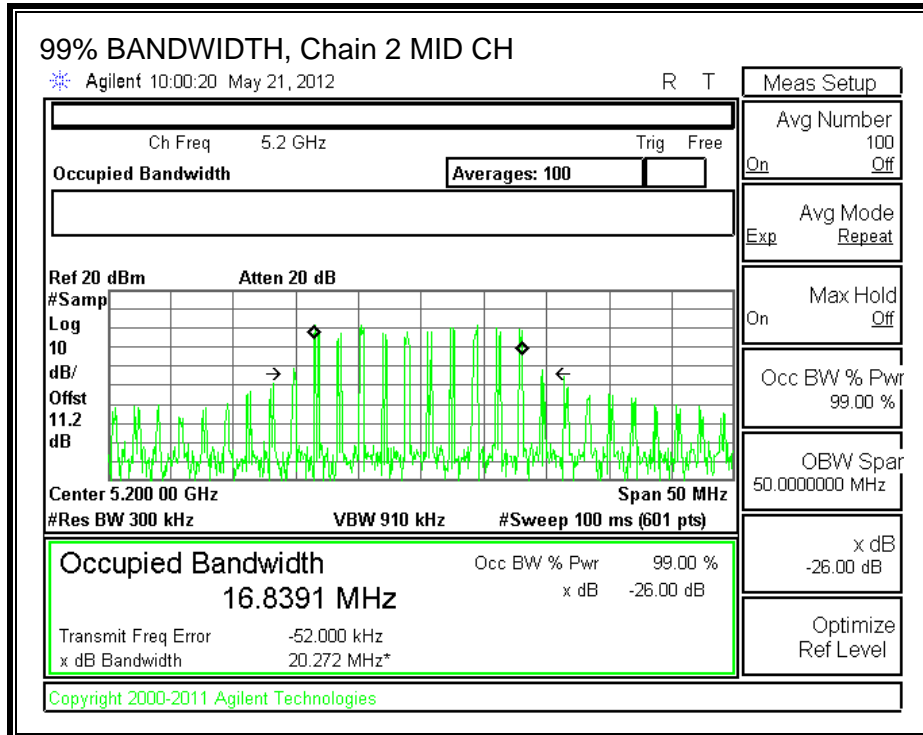 99% BANDWIDTH, Chain 2 MID CH
Agilent 10:00:20 May 21, 2012 R T
Ch Freq 5.2 GHz Trig Free
Occupied Bandwidth Averages: 100
Ref 20 dBm Atten 20 dB
#Samp
Log
10
dB/
Offst
11.2
dB
Center 5.200 00 GHz Span 50 MHz
#Res BW 300 kHz VBW 910 kHz #Sweep 100 ms (601 pts)
Occupied Bandwidth Occ BW % Pwr 99.00 %
16.8391 MHz x dB -26.00 dB
Transmit Freq Error -52.000 kHz
x dB Bandwidth 20.272 MHz*
Copyright 2000-2011 Agilent Technologies
Meas Setup
Avg Number
100
On Off
Avg Mode
Exp Repeat
Max Hold
On Off
Occ BW % Pwr
99.00 %
OBW Span
50.0000000 MHz
x dB
-26.00 dB
Optimize
Ref Level